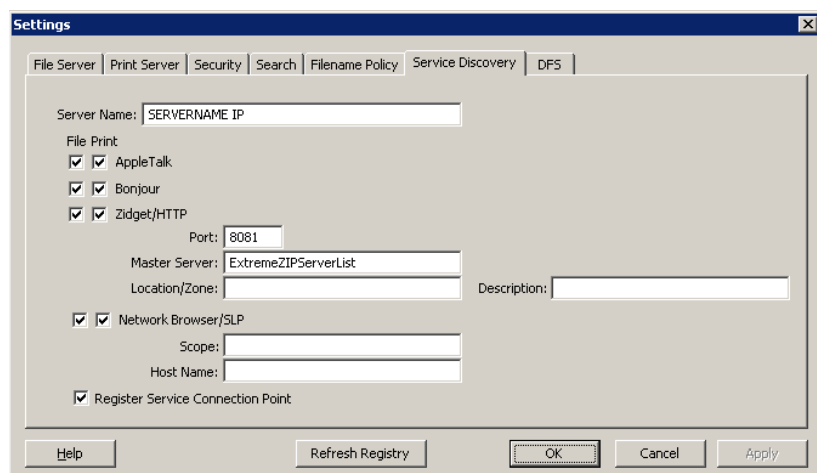 Settings
File Server Print Server Security Search Filename Policy Service Discovery DFS
Server Name: SERVERNAME IP
File Print
AppleTalk
Bonjour
Zidget/HTTP
Port: 8081
Master Server: ExtremeZIPServerList
Location/Zone: Description:
Network Browser/SLP
Scope:
Host Name:
Register Service Connection Point
Help Refresh Registry OK Cancel Apply